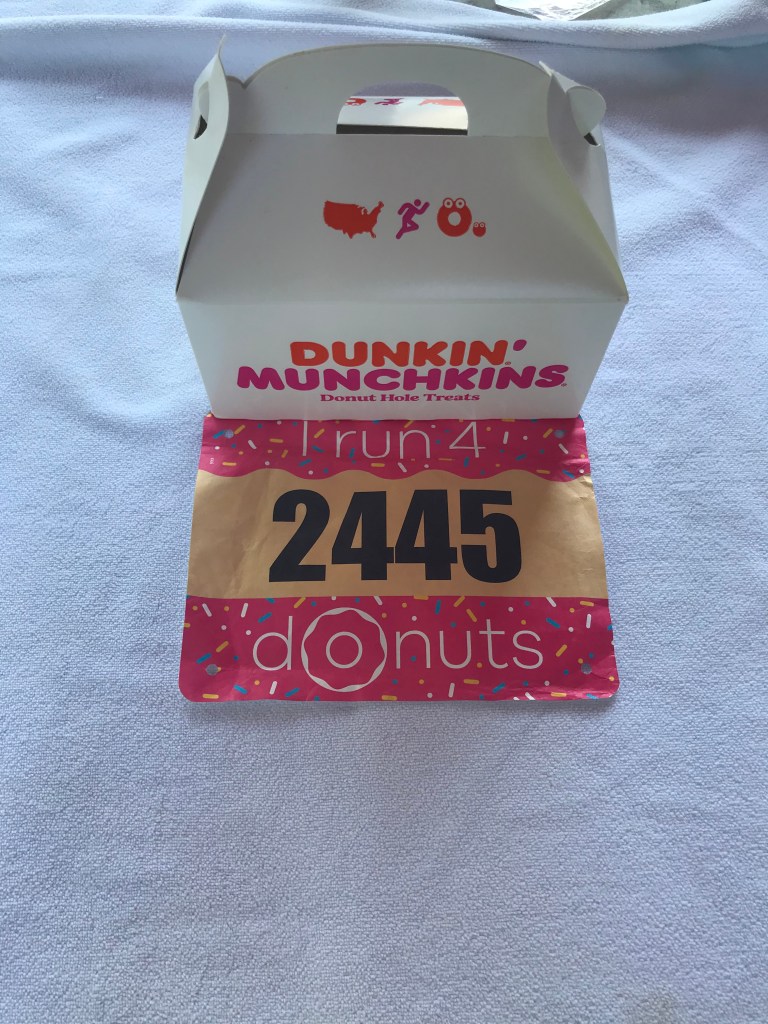 DUNKIN'
MUNCHKINS
Donut Hole Treats
I run 4
2445
donuts